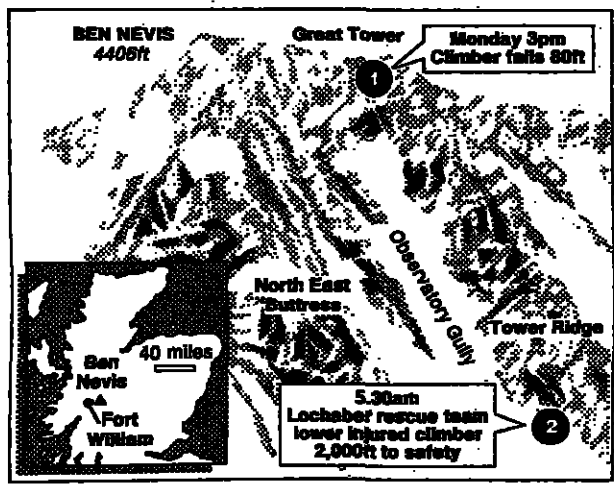 BEN NEVIS
4406ft
Great Tower
Monday 3pm
Climber falls 80ft
1
Observatory Gully
North East
Buttress
Tower Ridge
40 miles
Ben
Nevis
Fort
William
5.30am
Lochaber rescue team
lower injured climber
2,000ft to safety
2